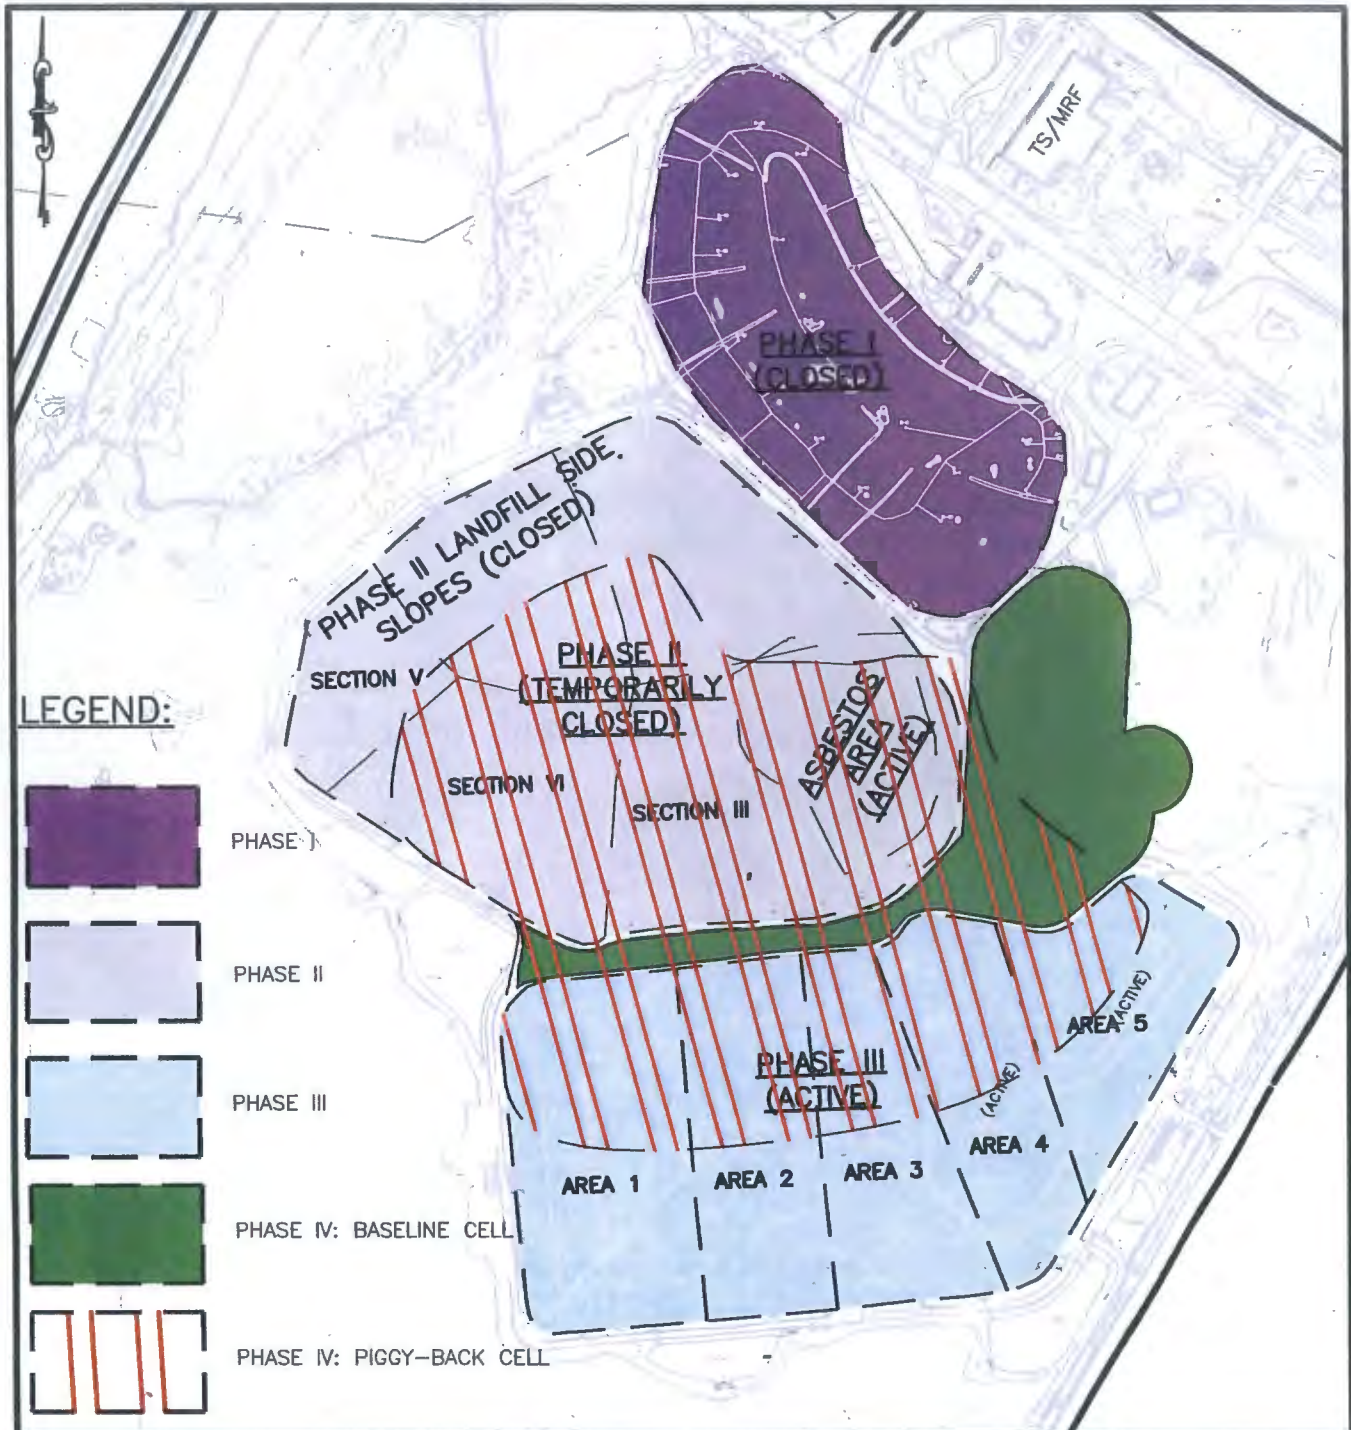 TS/MRF
PHASE I
(CLOSED)
PHASE II LANDFILL SIDE
SLOPES (CLOSED)
PHASE II
(TEMPORARILY
CLOSED)
SECTION V
ASBESTOS
AREA
(ACTIVE)
SECTION VI
SECTION III
LEGEND:
PHASE I
PHASE II
PHASE III
PHASE IV: BASELINE CELL
PHASE IV: PIGGY-BACK CELL
PHASE III
(ACTIVE)
AREA 1
AREA 2
AREA 3
AREA 4
(ACTIVE)
AREA 5
(ACTIVE)